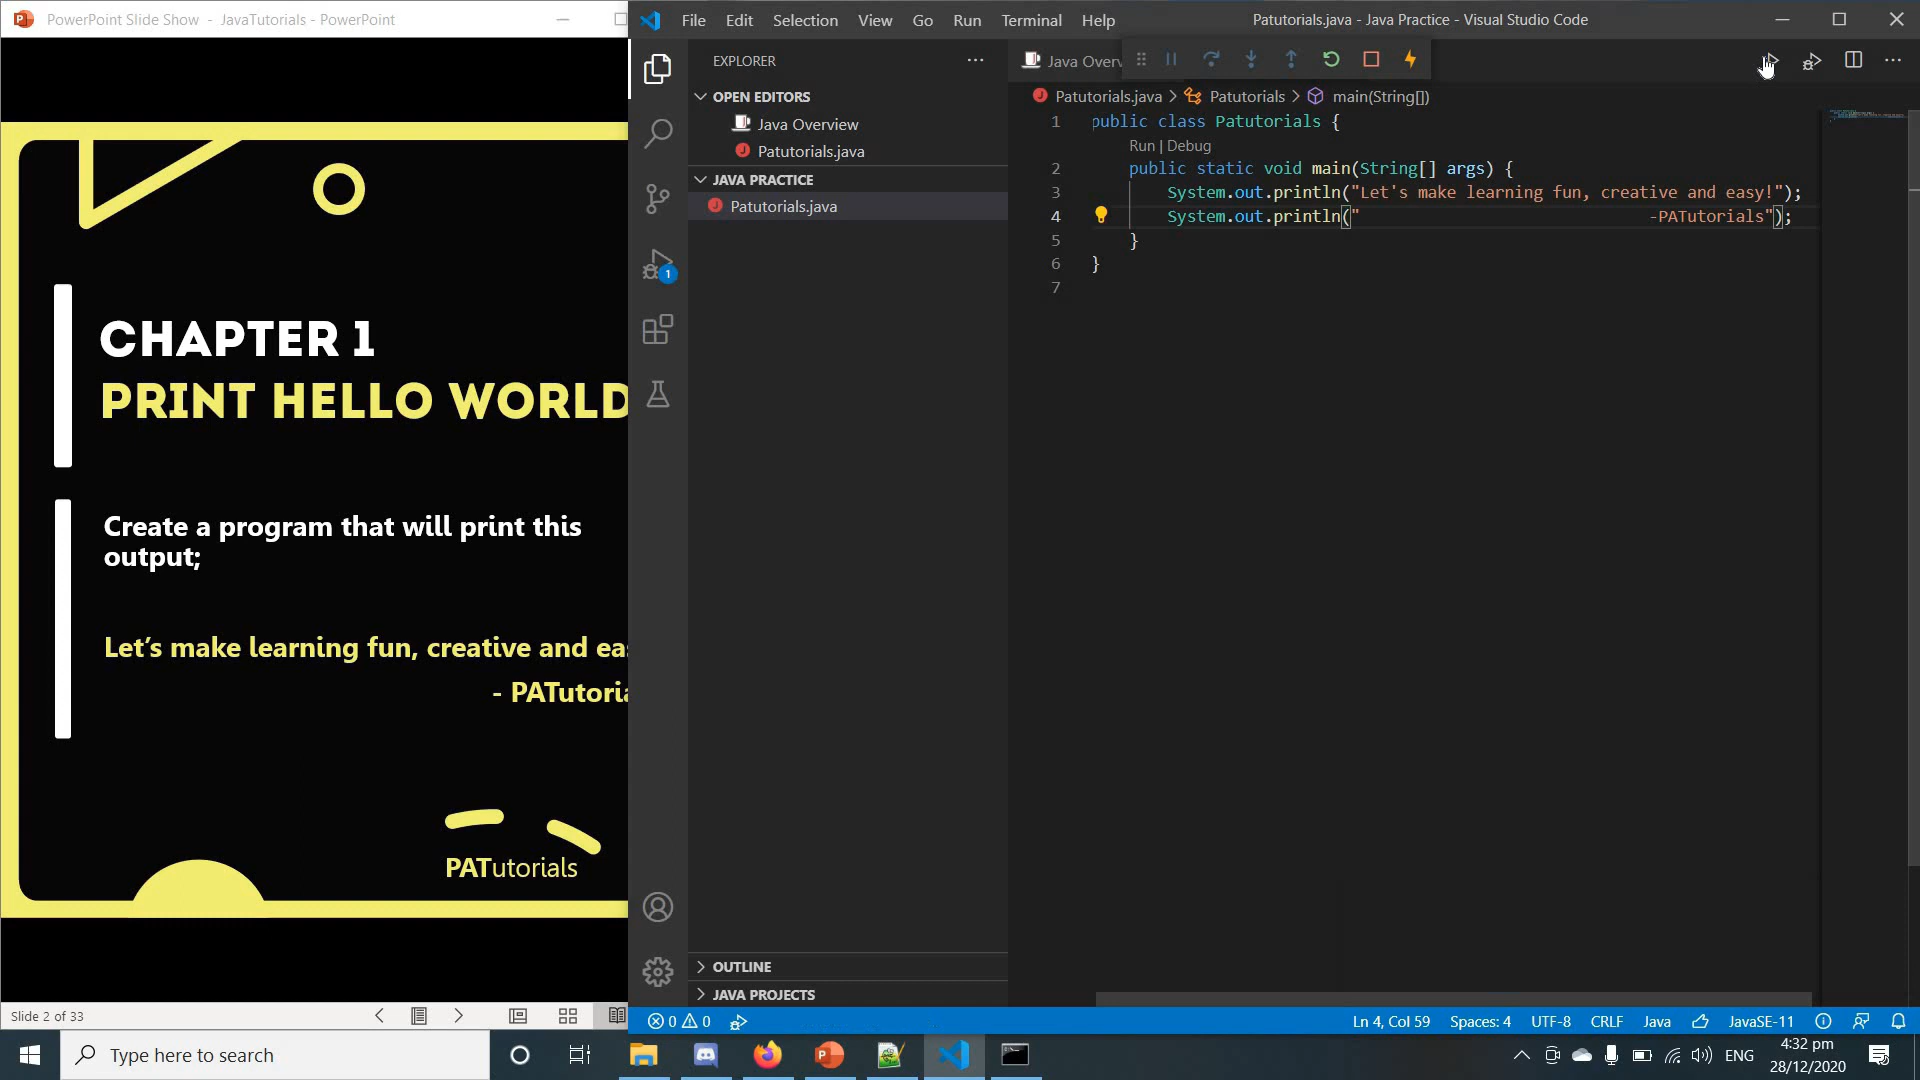 PowerPoint Slide Show - JavaTutorials - PowerPoint
CHAPTER 1
PRINT HELLO WORLD
Create a program that will print this
output;
Let's make learning fun, creative and eas
- PATutoria
PATutorials
Slide 2 of 33
File Edit Selection View Go Run Terminal Help
Patutorials.java - Java Practice - Visual Studio Code
EXPLORER
OPEN EDITORS
Java Overview
Patutorials.java
JAVA PRACTICE
Patutorials.java
OUTLINE
JAVA PROJECTS
1
Java Overv
Patutorials.java > Patutorials > main(String[])
1 public class Patutorials {
Run | Debug
2 public static void main(String[] args) {
3 System.out.println("Let's make learning fun, creative and easy!");
4 System.out.println("                              -PATutorials");
5 }
6 }
7
0 0
Ln 4, Col 59 Spaces: 4 UTF-8 CRLF Java JavaSE-11
Type here to search
ENG
4:32 pm
28/12/2020